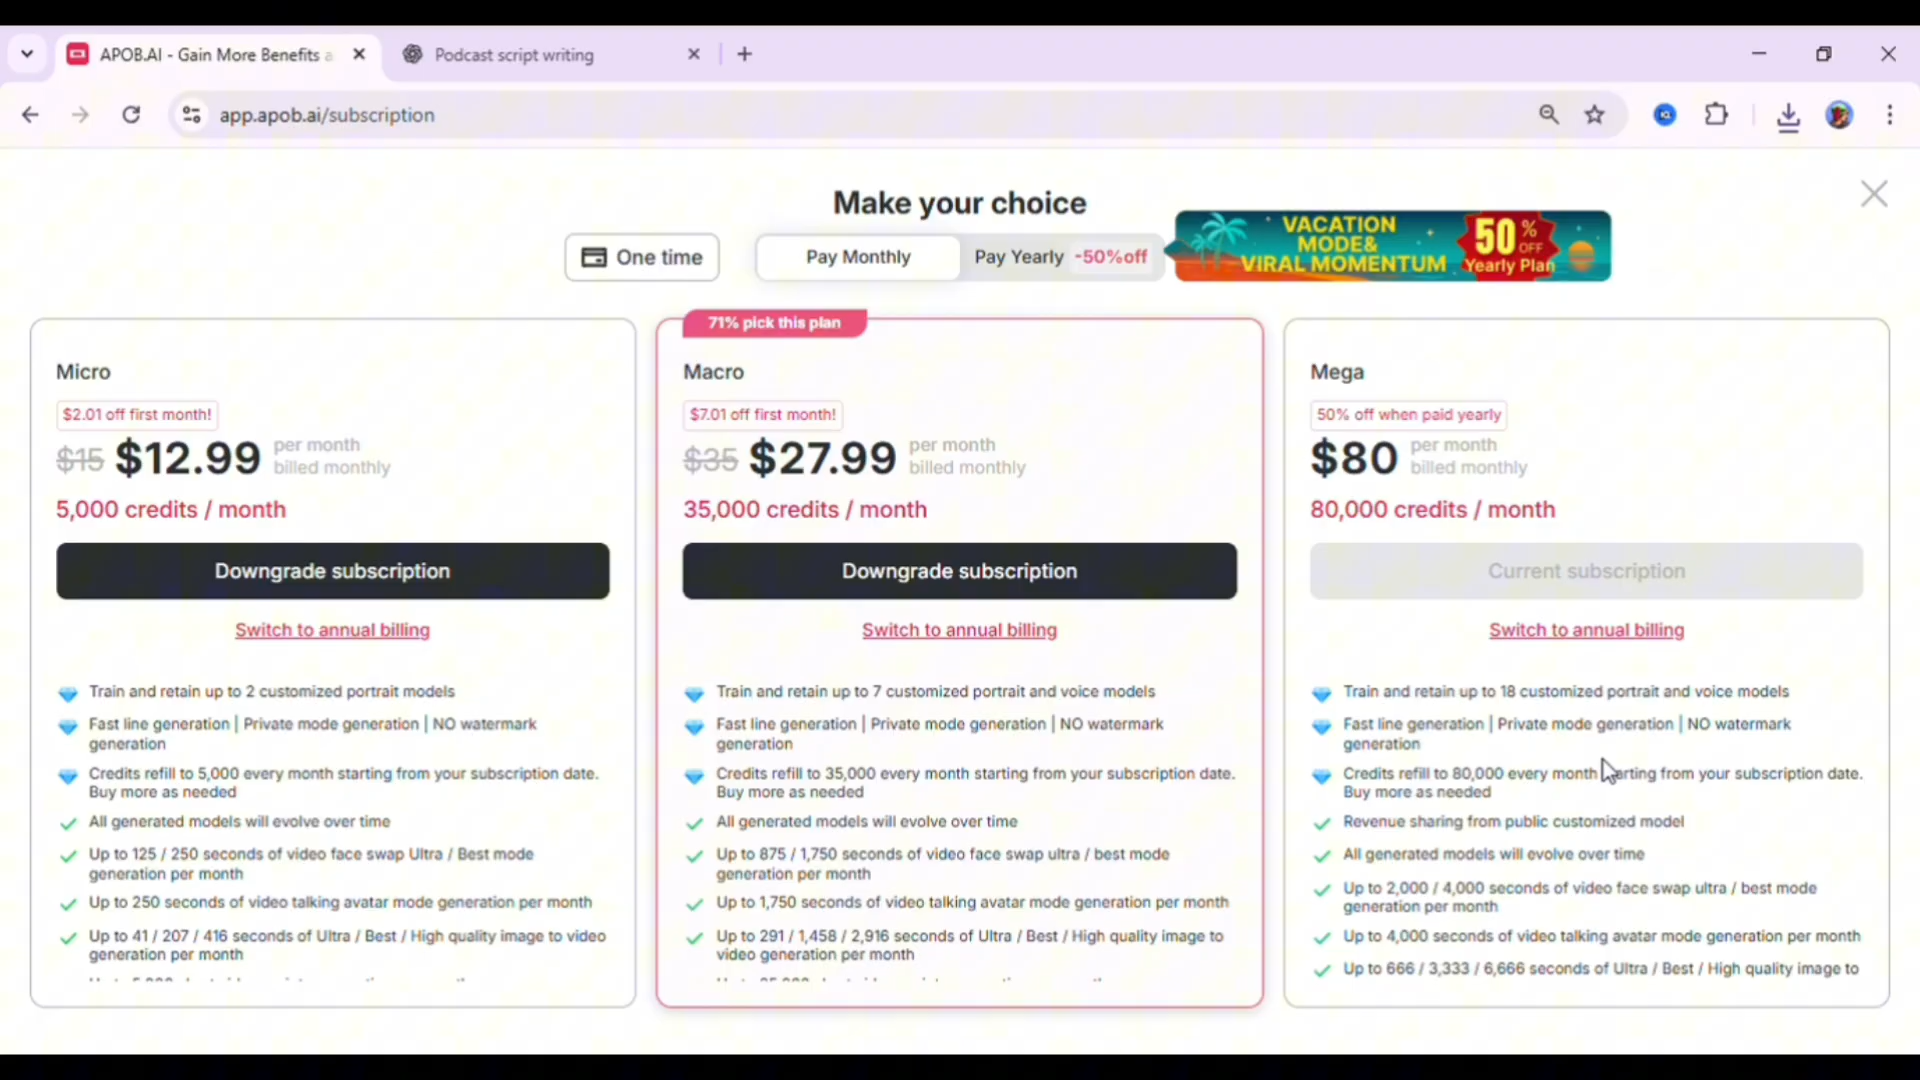 APOB.AI - Gain More Benefits a
Podcast script writing
app.apob.ai/subscription
Make your choice
One time
Pay Monthly
Pay Yearly -50%off
VACATION
MODE&
VIRAL MOMENTUM
50 % OFF
Yearly Plan
71% pick this plan
Micro
$2.01 off first month!
$15 $12.99 per month
billed monthly
5,000 credits / month
Downgrade subscription
Switch to annual billing
Train and retain up to 2 customized portrait models
Fast line generation | Private mode generation | NO watermark
generation
Credits refill to 5,000 every month starting from your subscription date.
Buy more as needed
All generated models will evolve over time
Up to 125 / 250 seconds of video face swap Ultra / Best mode
generation per month
Up to 250 seconds of video talking avatar mode generation per month
Up to 41 / 207 / 416 seconds of Ultra / Best / High quality image to video
generation per month
Macro
$7.01 off first month!
$35 $27.99 per month
billed monthly
35,000 credits / month
Downgrade subscription
Switch to annual billing
Train and retain up to 7 customized portrait and voice models
Fast line generation | Private mode generation | NO watermark
generation
Credits refill to 35,000 every month starting from your subscription date.
Buy more as needed
All generated models will evolve over time
Up to 875 / 1,750 seconds of video face swap ultra / best mode
generation per month
Up to 1,750 seconds of video talking avatar mode generation per month
Up to 291 / 1,458 / 2,916 seconds of Ultra / Best / High quality image to
video generation per month
Mega
50% off when paid yearly
$80 per month
billed monthly
80,000 credits / month
Current subscription
Switch to annual billing
Train and retain up to 18 customized portrait and voice models
Fast line generation | Private mode generation | NO watermark
generation
Credits refill to 80,000 every month starting from your subscription date.
Buy more as needed
Revenue sharing from public customized model
All generated models will evolve over time
Up to 2,000 / 4,000 seconds of video face swap ultra / best mode
generation per month
Up to 4,000 seconds of video talking avatar mode generation per month
Up to 666 / 3,333 / 6,666 seconds of Ultra / Best / High quality image to